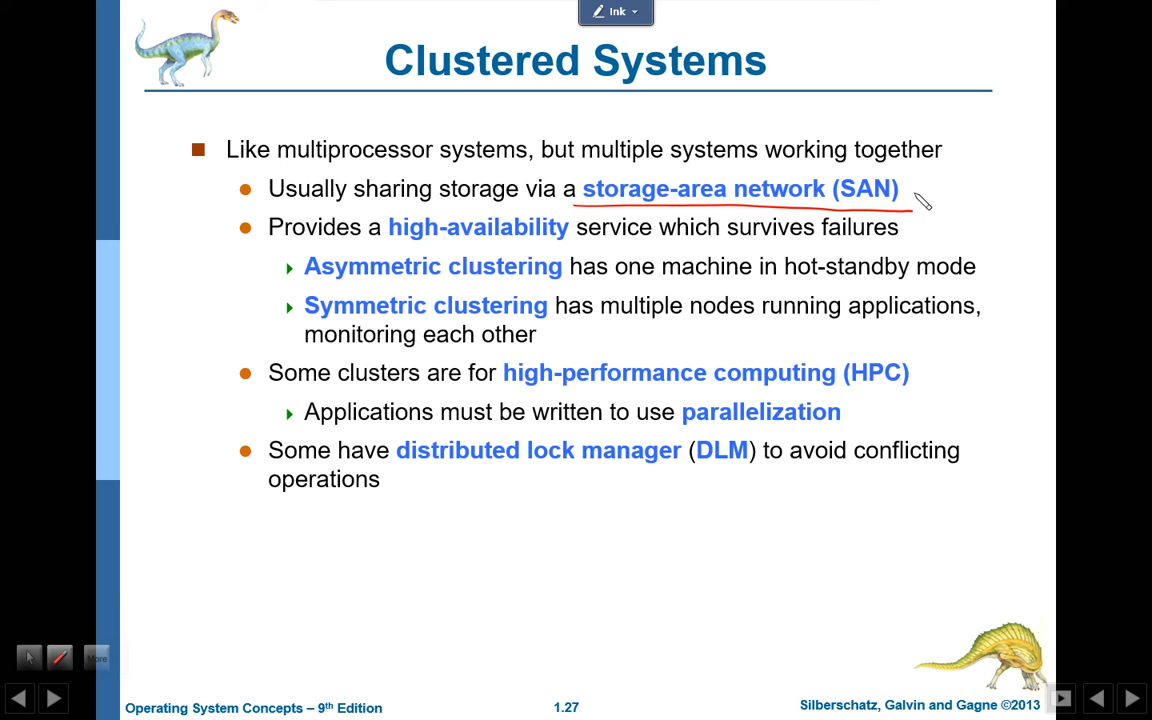 Ink
Clustered Systems
Like multiprocessor systems, but multiple systems working together
Usually sharing storage via a storage-area network (SAN)
Provides a high-availability service which survives failures
Asymmetric clustering has one machine in hot-standby mode
Symmetric clustering has multiple nodes running applications,
monitoring each other
Some clusters are for high-performance computing (HPC)
Applications must be written to use parallelization
Some have distributed lock manager (DLM) to avoid conflicting
operations
More
Operating System Concepts – 9th Edition
1.27
Silberschatz, Galvin and Gagne ©2013